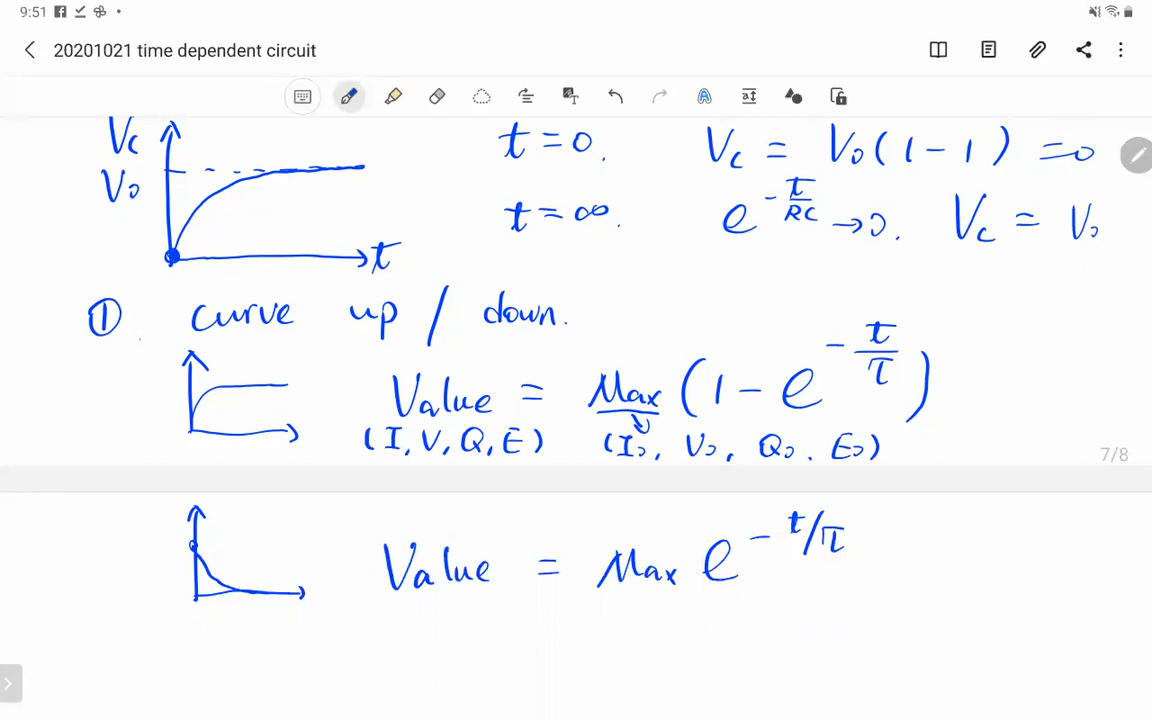 9:51
20201021 time dependent circuit
Vc
V0
t
t = 0.
Vc = V0 ( 1 - 1 ) = 0
t = ∞.
e^(-t/RC) → 0. Vc = V0
① curve up / down.
Value = Max ( 1 - e^(-t/τ) )
( I, V, Q, E ) ( I0, V0, Q0. E0 )
7/8
Value = Max e^(-t/τ)